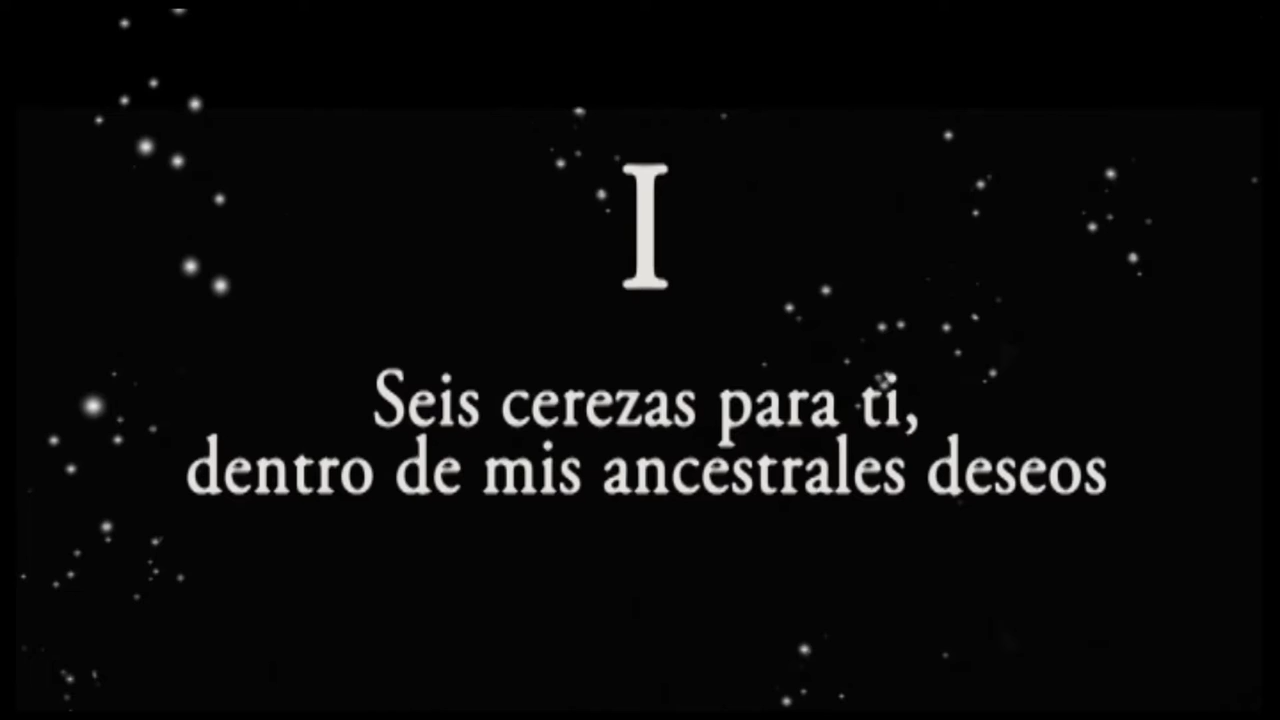 I
Seis cerezas para ti,
dentro de mis ancestrales deseos